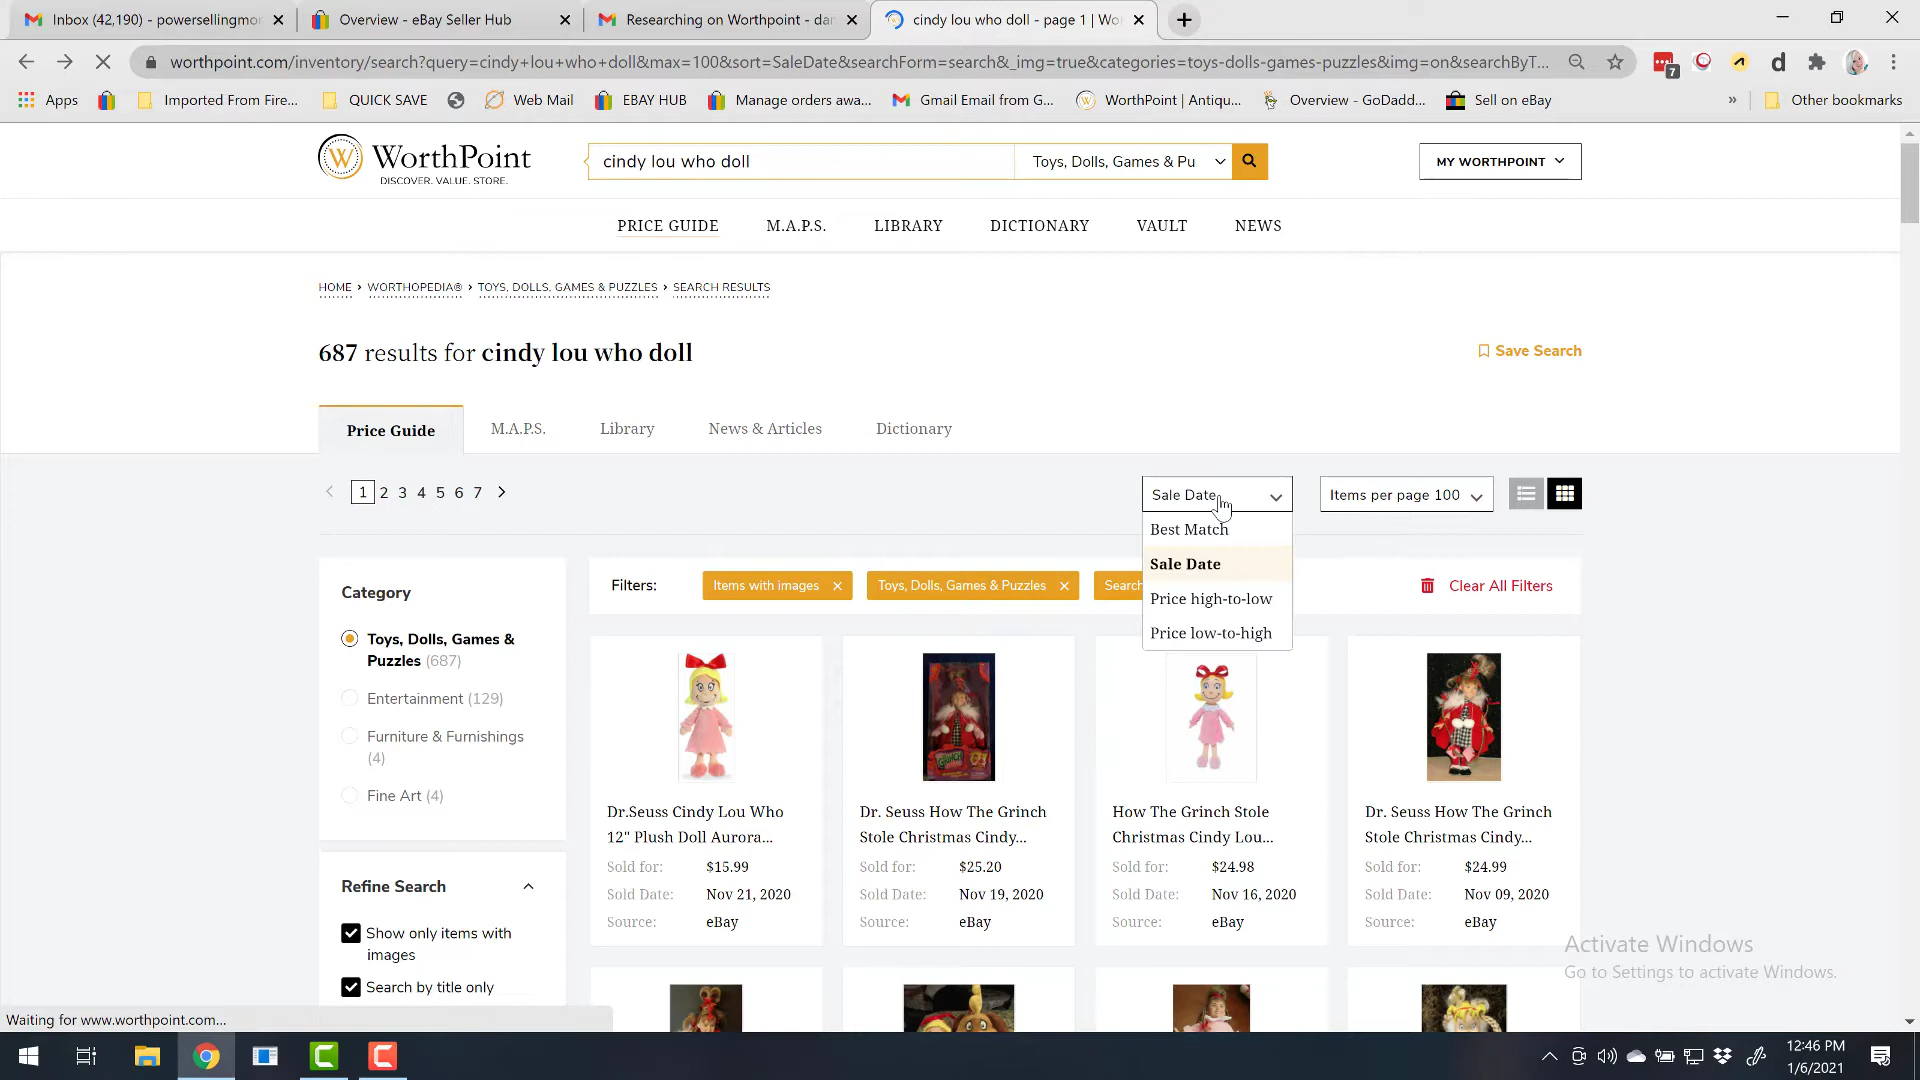 Inbox (42,190) - powersellingmor
Overview - eBay Seller Hub
Researching on Worthpoint - dan
cindy lou who doll - page 1 | Wor
worthpoint.com/inventory/search?query=cindy+lou+who+doll&max=100&sort=SaleDate&searchForm=search&_img=true&categories=toys-dolls-games-puzzles&img=on&searchByT...
7
Apps
Imported From Fire...
QUICK SAVE
Web Mail
EBAY HUB
Manage orders awa...
Gmail Email from G...
WorthPoint | Antiqu...
Overview - GoDadd...
Sell on eBay
»
Other bookmarks
W WorthPoint
DISCOVER. VALUE. STORE.
cindy lou who doll
Toys, Dolls, Games & Pu
MY WORTHPOINT
PRICE GUIDE
M.A.P.S.
LIBRARY
DICTIONARY
VAULT
NEWS
HOME › WORTHOPEDIA® › TOYS, DOLLS, GAMES & PUZZLES › SEARCH RESULTS
687 results for cindy lou who doll
Save Search
Price Guide
M.A.P.S.
Library
News & Articles
Dictionary
1 2 3 4 5 6 7
Sale Date
Items per page 100
Best Match
Sale Date
Price high-to-low
Price low-to-high
Category
Toys, Dolls, Games &
Puzzles (687)
Entertainment (129)
Furniture & Furnishings
(4)
Fine Art (4)
Refine Search
Show only items with
images
Search by title only
Filters:
Items with images
Toys, Dolls, Games & Puzzles
Search
Clear All Filters
Dr.Seuss Cindy Lou Who
12" Plush Doll Aurora...
Sold for: $15.99
Sold Date: Nov 21, 2020
Source: eBay
Dr. Seuss How The Grinch
Stole Christmas Cindy...
Sold for: $25.20
Sold Date: Nov 19, 2020
Source: eBay
How The Grinch Stole
Christmas Cindy Lou...
Sold for: $24.98
Sold Date: Nov 16, 2020
Source: eBay
Dr. Seuss How The Grinch
Stole Christmas Cindy...
Sold for: $24.99
Sold Date: Nov 09, 2020
Source: eBay
Activate Windows
Go to Settings to activate Windows.
Waiting for www.worthpoint.com...
12:46 PM
1/6/2021